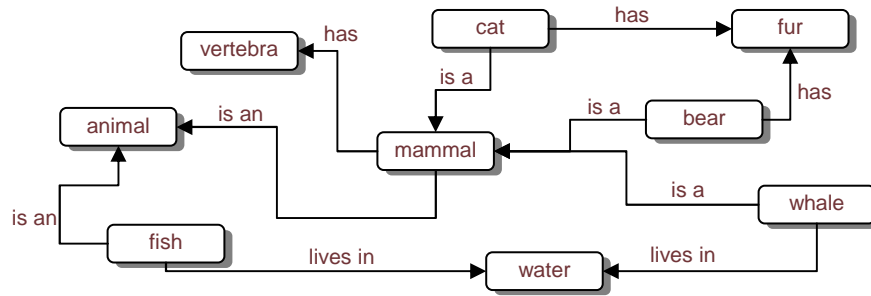 cat
has
fur
has
vertebra
is a
is a
has
animal
is an
bear
mammal
is a
whale
is an
fish
lives in
water
lives in